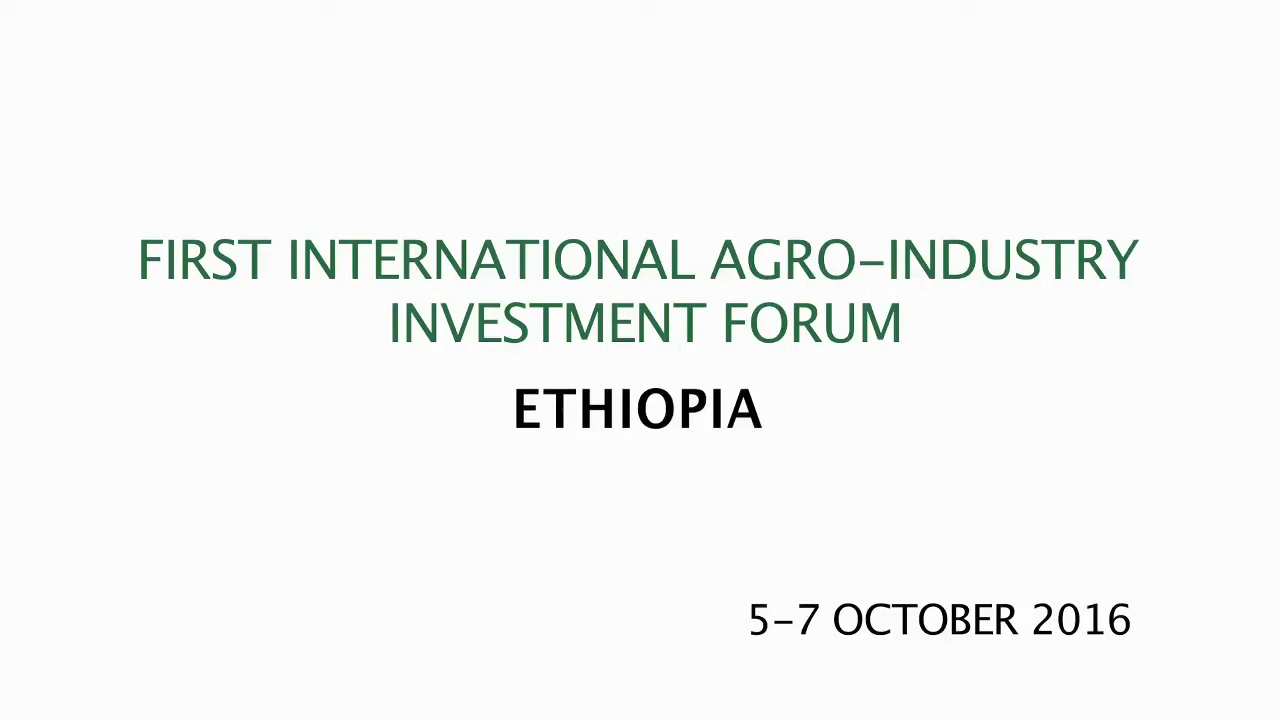 FIRST INTERNATIONAL AGRO-INDUSTRY
INVESTMENT FORUM
ETHIOPIA
5-7 OCTOBER 2016